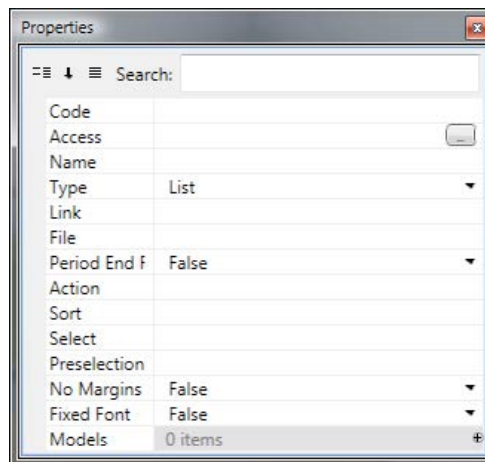 Properties
Search:
Code
Access ...
Name
Type List
Link
File
Period End F False
Action
Sort
Select
Preselection
No Margins False
Fixed Font False
Models 0 items